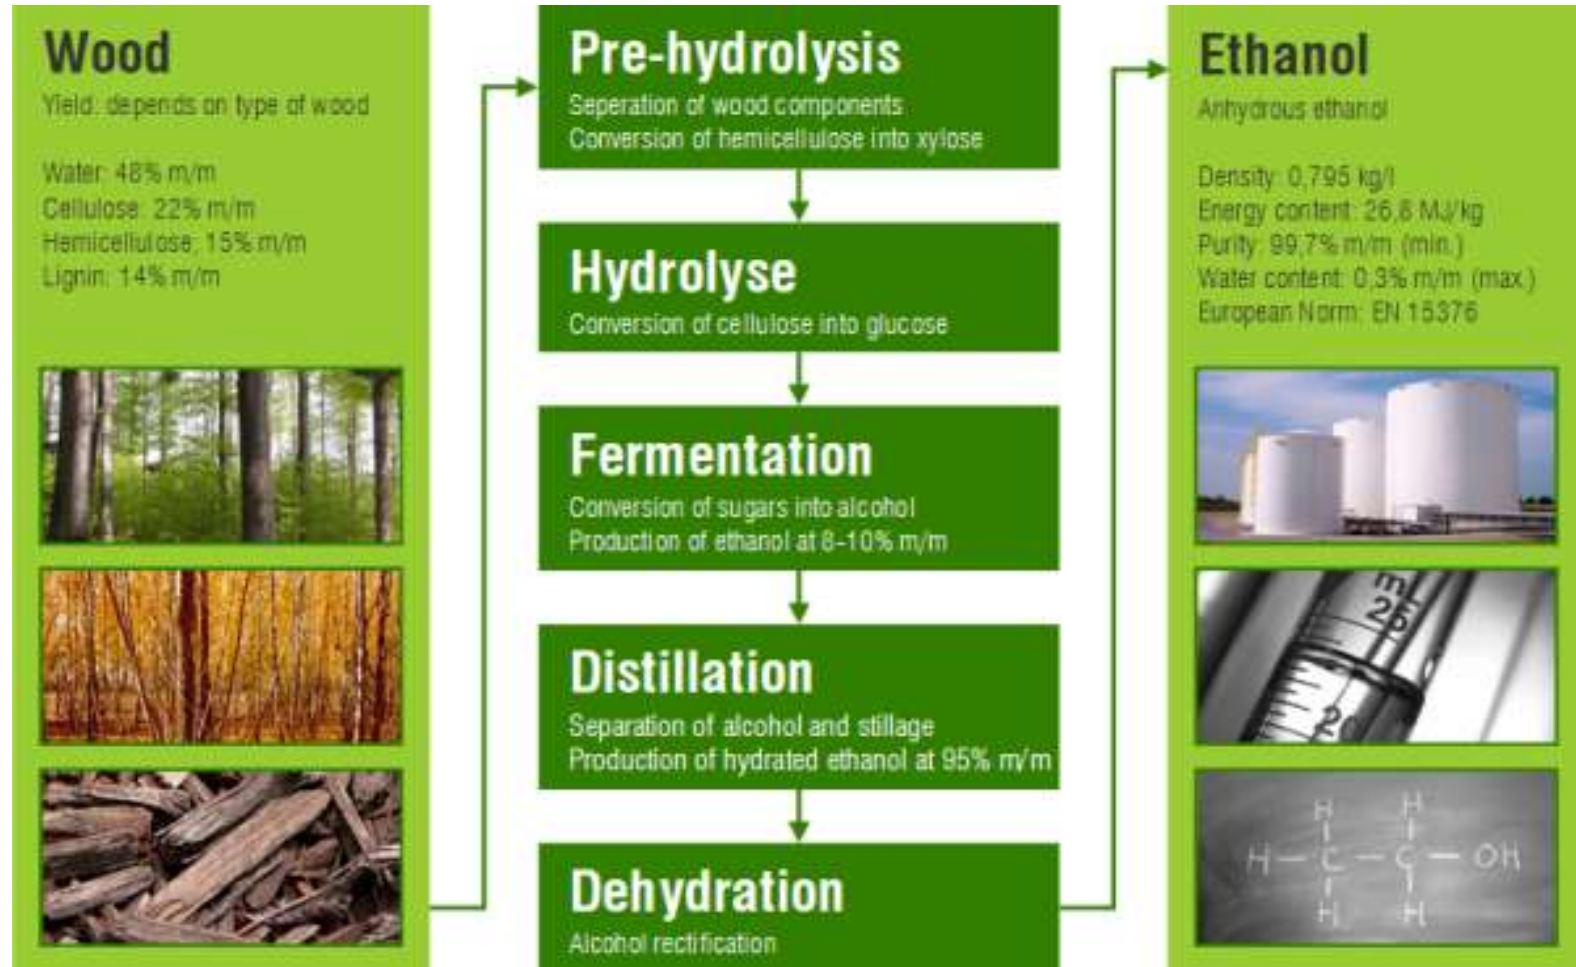 Wood
Yield: depends on type of wood
Water: 48% m/m
Cellulose: 22% m/m
Hemicellulose; 15% m/m
Lignin: 14% m/m
Pre-hydrolysis
Seperation of wood components
Conversion of hemicellulose into xylose
Hydrolyse
Conversion of cellulose into glucose
Fermentation
Conversion of sugars into alcohol
Production of ethanol at 8-10% m/m
Distillation
Separation of alcohol and stillage
Production of hydrated ethanol at 95% m/m
Dehydration
Alcohol rectification
Ethanol
Anhydrous ethanol
Density: 0,795 kg/l
Energy content: 26,8 MJ/kg
Purity: 99,7% m/m (min.)
Water content: 0,3% m/m (max.)
European Norm: EN 15376
mL
25
20
H H
H-C-C-OH
H H